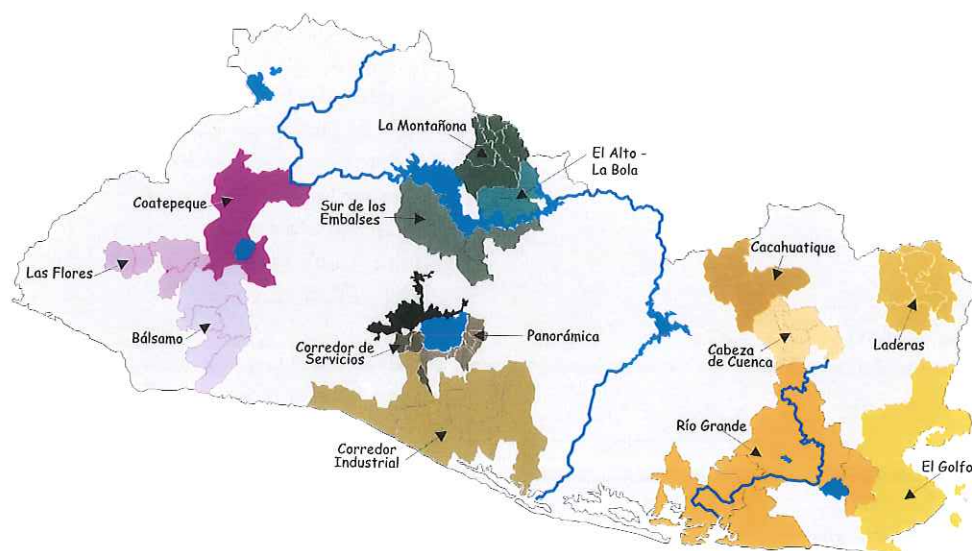 La Montañona
El Alto -
La Bola
Coatepeque
Sur de los
Embalses
Cacahuatique
Las Flores
Bálsamo
Corredor de
Servicios
Panorámica
Cabeza
de Cuenca
Laderas
Río Grande
Corredor
Industrial
El Golfo